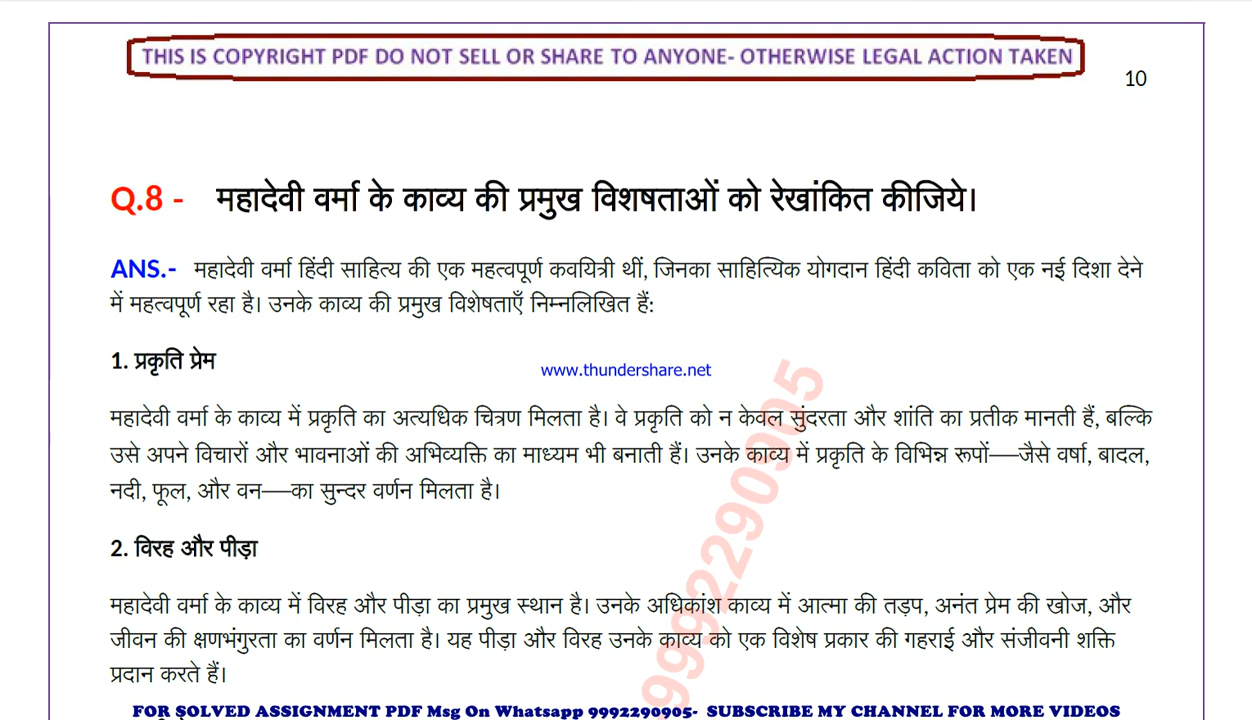 THIS IS COPYRIGHT PDF DO NOT SELL OR SHARE TO ANYONE- OTHERWISE LEGAL ACTION TAKEN
10
Q.8 - महादेवी वर्मा के काव्य की प्रमुख विशषताओं को रेखांकित कीजिये।
ANS.- महादेवी वर्मा हिंदी साहित्य की एक महत्वपूर्ण कवयित्री थीं, जिनका साहित्यिक योगदान हिंदी कविता को एक नई दिशा देने
में महत्वपूर्ण रहा है। उनके काव्य की प्रमुख विशेषताएँ निम्नलिखित हैं:
1. प्रकृति प्रेम
www.thundershare.net
महादेवी वर्मा के काव्य में प्रकृति का अत्यधिक चित्रण मिलता है। वे प्रकृति को न केवल सुंदरता और शांति का प्रतीक मानती हैं, बल्कि
उसे अपने विचारों और भावनाओं की अभिव्यक्ति का माध्यम भी बनाती हैं। उनके काव्य में प्रकृति के विभिन्न रूपों—जैसे वर्षा, बादल,
नदी, फूल, और वन—का सुन्दर वर्णन मिलता है।
2. विरह और पीड़ा
महादेवी वर्मा के काव्य में विरह और पीड़ा का प्रमुख स्थान है। उनके अधिकांश काव्य में आत्मा की तड़प, अनंत प्रेम की खोज, और
जीवन की क्षणभंगुरता का वर्णन मिलता है। यह पीड़ा और विरह उनके काव्य को एक विशेष प्रकार की गहराई और संजीवनी शक्ति
प्रदान करते हैं।
9992290905
FOR SOLVED ASSIGNMENT PDF Msg On Whatsapp 9992290905- SUBSCRIBE MY CHANNEL FOR MORE VIDEOS